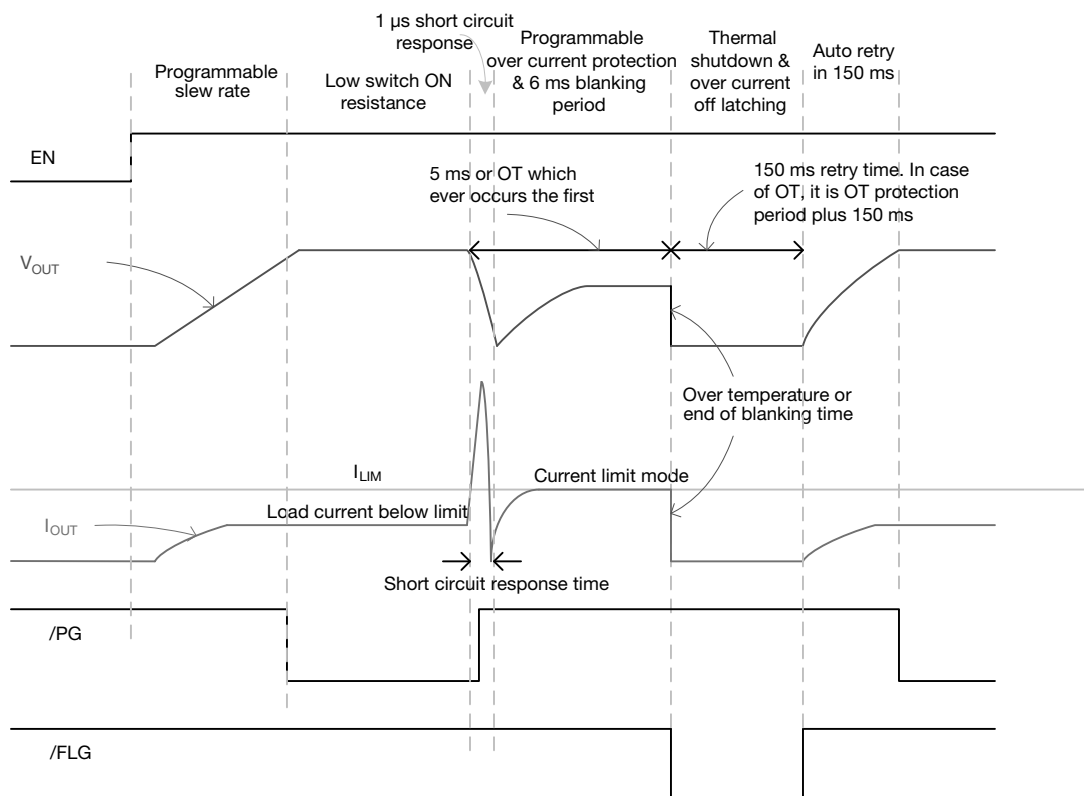 1 µs short circuit
response
Programmable
slew rate
Low switch ON
resistance
Programmable
over current protection
& 6 ms blanking
period
Thermal
shutdown &
over current
off latching
Auto retry
in 150 ms
EN
5 ms or OT which
ever occurs the first
150 ms retry time. In case
of OT, it is OT protection
period plus 150 ms
VOUT
Over temperature or
end of blanking time
ILIM
Current limit mode
IOUT
Load current below limit
Short circuit response time
/PG
/FLG